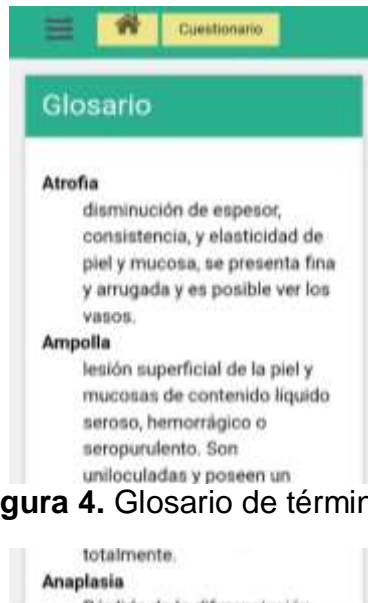 Cuestionario
Glosario
Atrofia
disminución de espesor,
consistencia, y elasticidad de
piel y mucosa, se presenta fina
y arrugada y es posible ver los
vasos.
Ampolla
lesión superficial de la piel y
mucosas de contenido líquido
seroso, hemorrágico o
seropurulento. Son
uniloculadas y poseen un
gura 4. Glosario de términ
totalmente.
Anaplasia